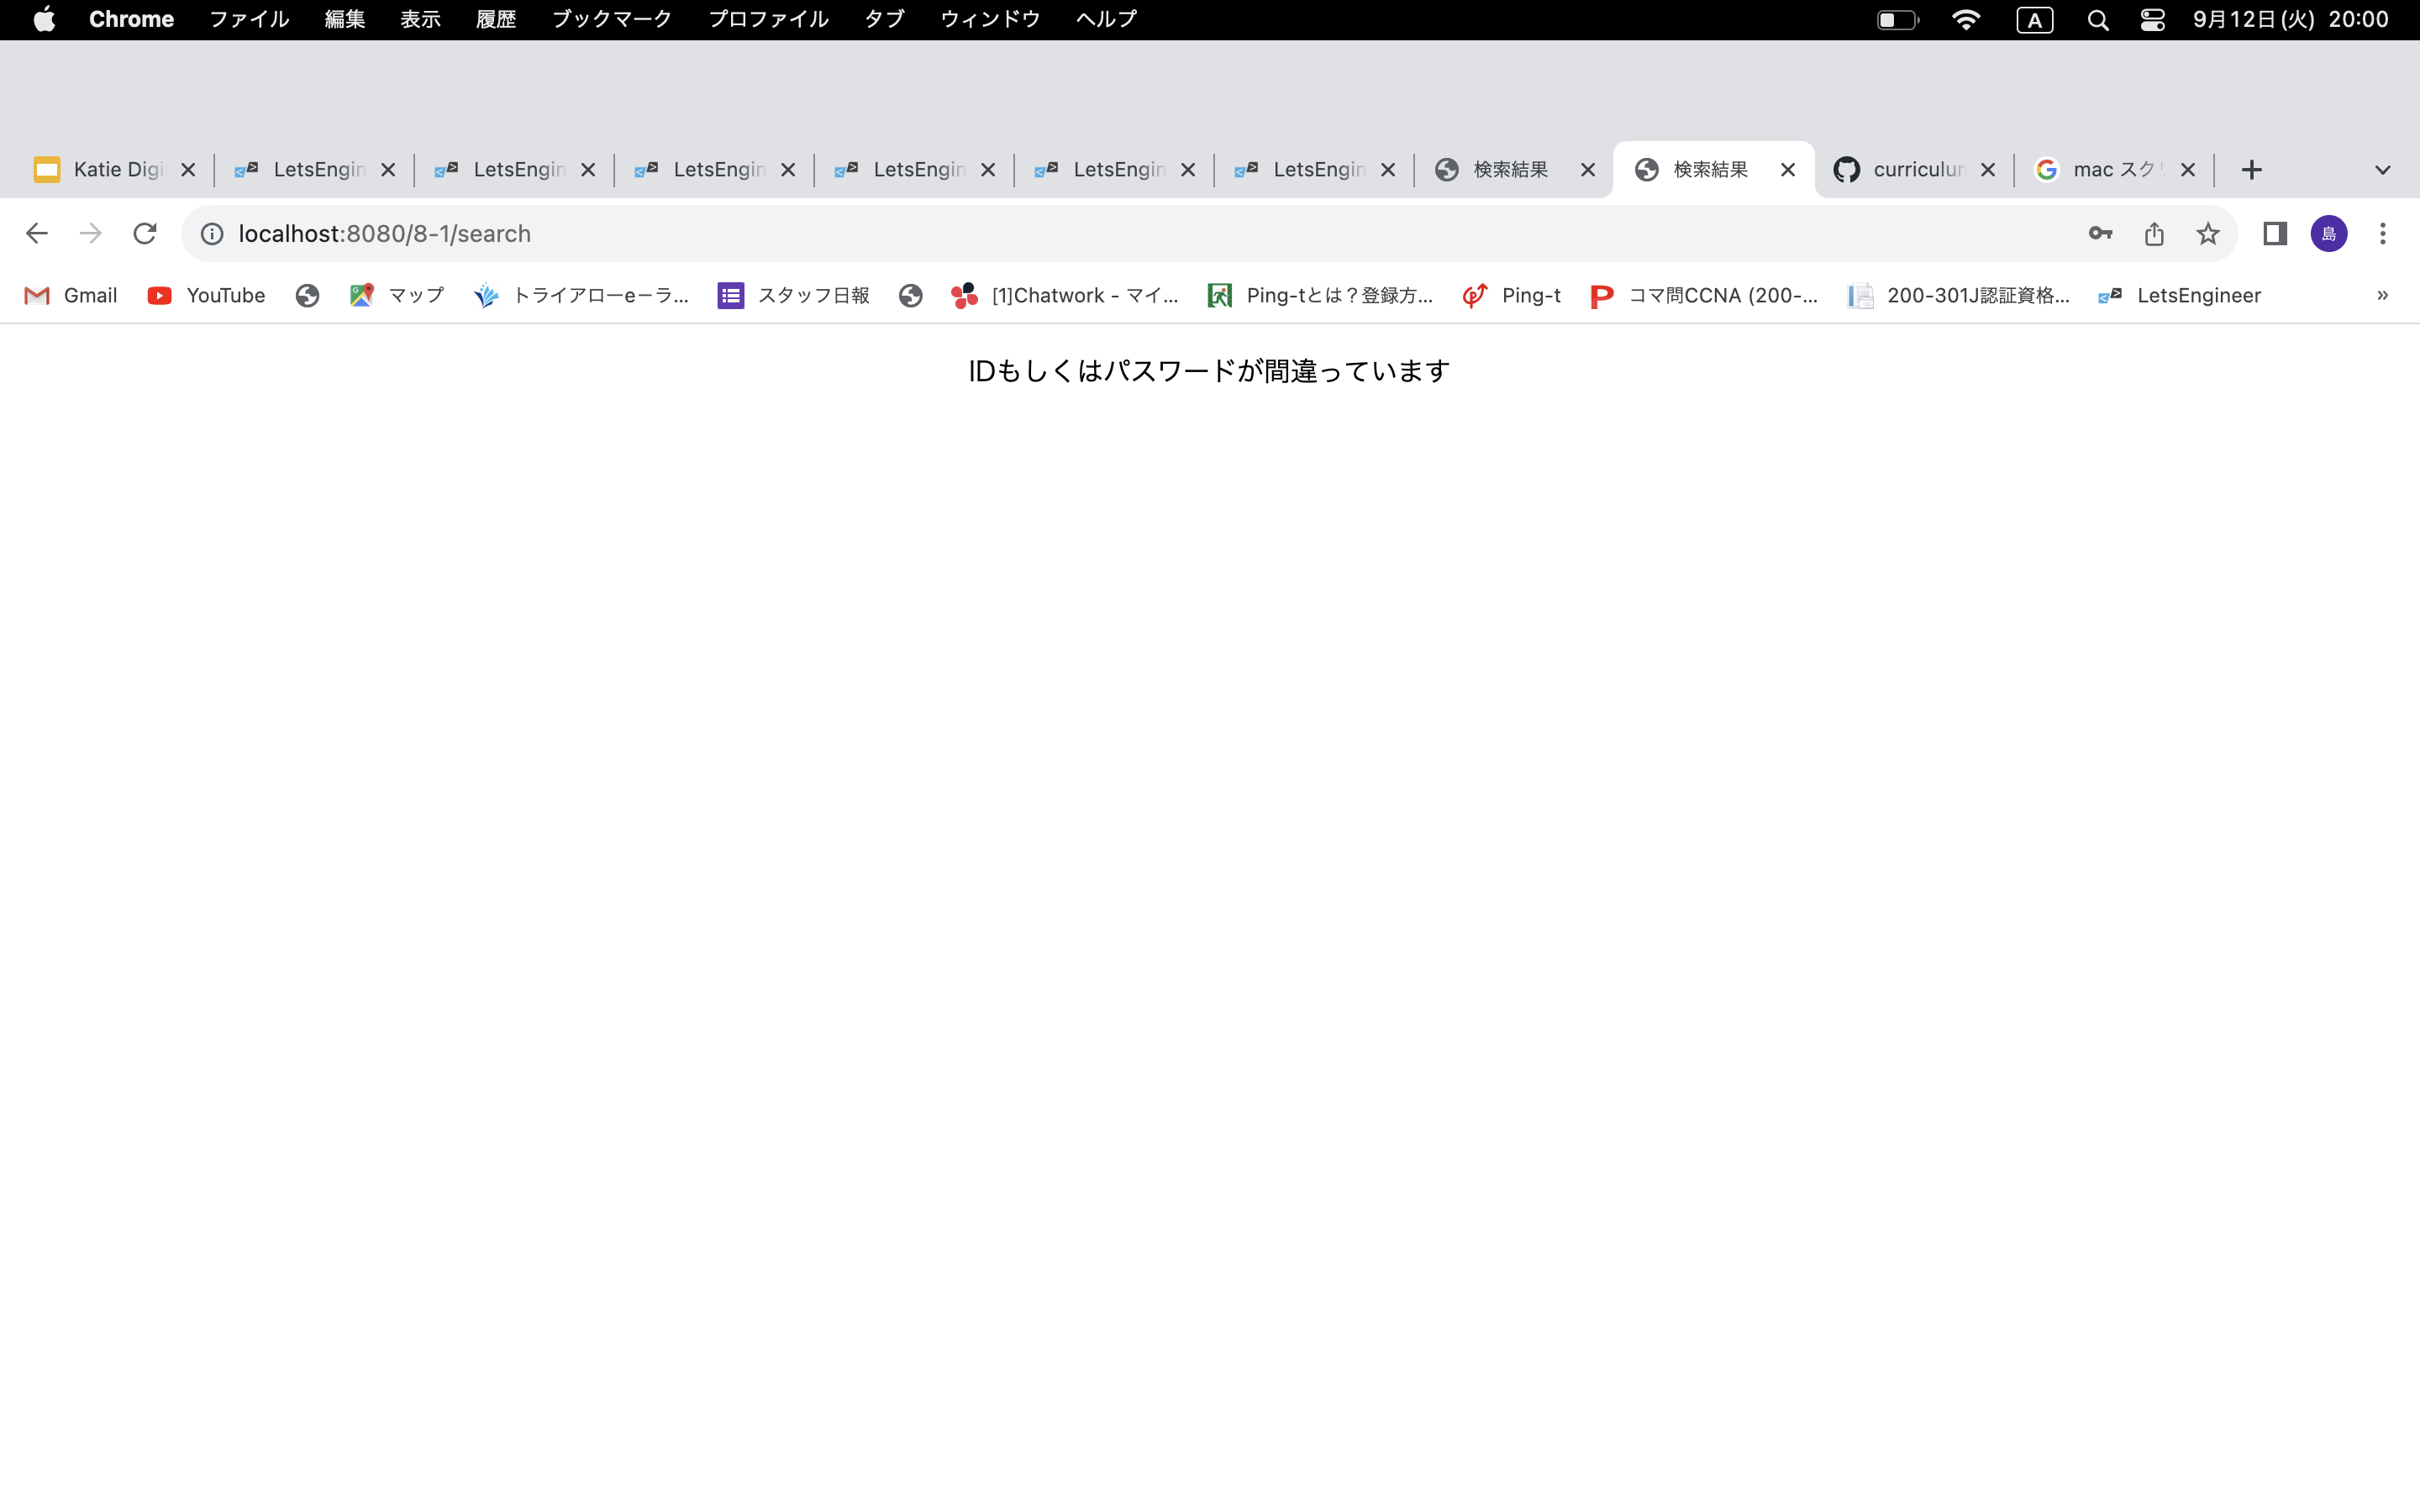 Chrome ファイル 編集 表示 履歴 ブックマーク プロファイル タブ ウィンドウ ヘルプ A 9月12日(火) 20:00
Katie Digi LetsEngin LetsEngin LetsEngin LetsEngin LetsEngin LetsEngin 検索結果 検索結果 curriculum mac スクリ
localhost:8080/8-1/search 島
Gmail YouTube マップ トライアローeーラ... スタッフ日報 [1]Chatwork - マイ... Ping-tとは？登録方... Ping-t コマ問CCNA (200-... 200-301J認証資格... LetsEngineer »
IDもしくはパスワードが間違っています